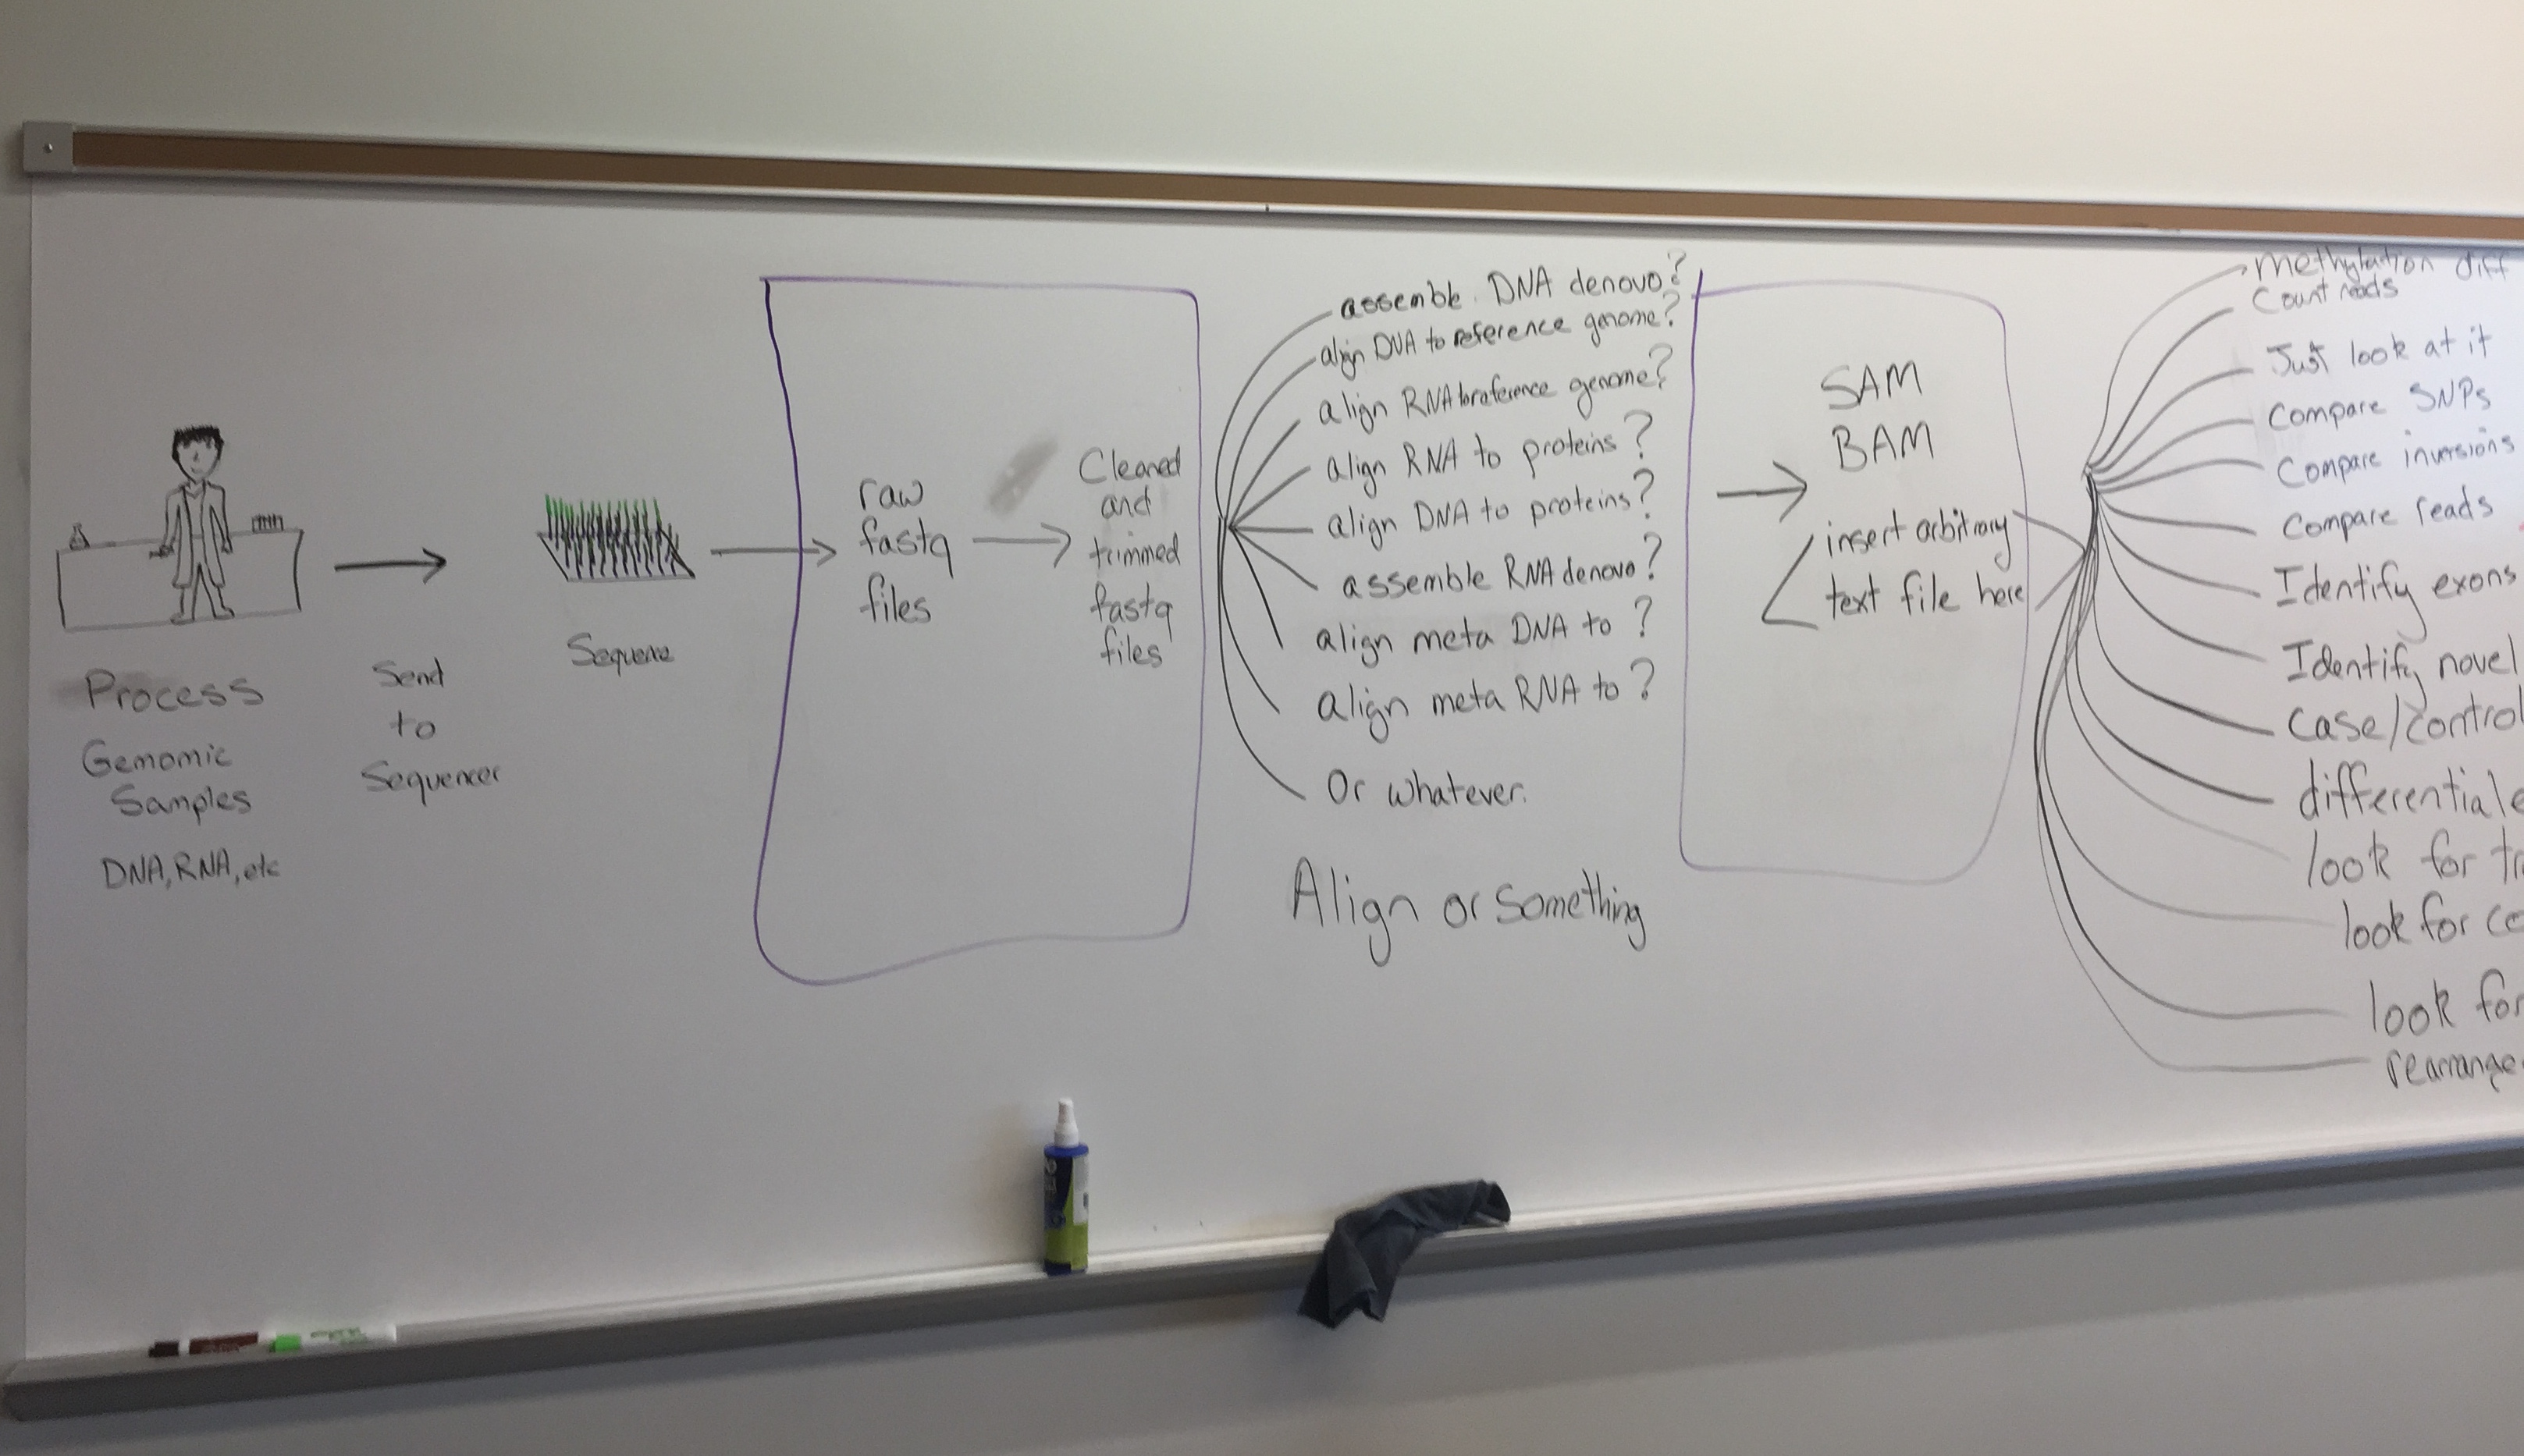 Process
Genomic
Samples
DNA, RNA, etc
Send
to
Sequencer
Sequence
raw
fastq
files
Cleaned
and
trimmed
fastq
files
assemble DNA denovo?
align DNA to reference genome?
align RNA to reference genome?
align RNA to proteins?
align DNA to proteins?
assemble RNA denovo?
align meta DNA to ?
align meta RNA to ?
Or whatever.
Align or something
SAM
BAM
insert arbitrary
text file here
methylation diff
Count reads
Just look at it
Compare SNPs
Compare inversions
Compare reads
Identify exons
Identify novel
Case/control
differential e
look for tr
look for co
look for
rearrange